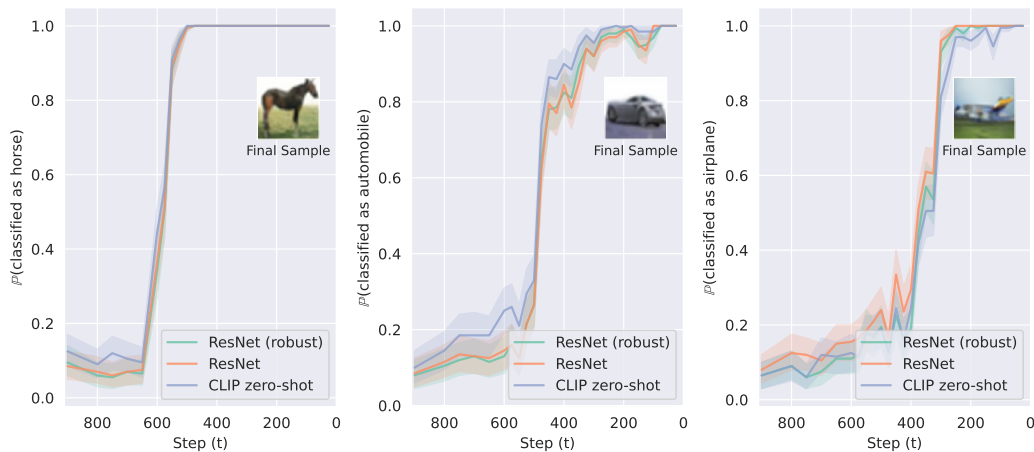 ℙ(classified as horse)
1.0
0.8
0.6
0.4
0.2
0.0
800
600
400
200
0
Step (t)
Final Sample
ResNet (robust)
ResNet
CLIP zero-shot
ℙ(classified as automobile)
1.0
0.8
0.6
0.4
0.2
0.0
800
600
400
200
0
Step (t)
Final Sample
ResNet (robust)
ResNet
CLIP zero-shot
ℙ(classified as airplane)
1.0
0.8
0.6
0.4
0.2
0.0
800
600
400
200
0
Step (t)
Final Sample
ResNet (robust)
ResNet
CLIP zero-shot